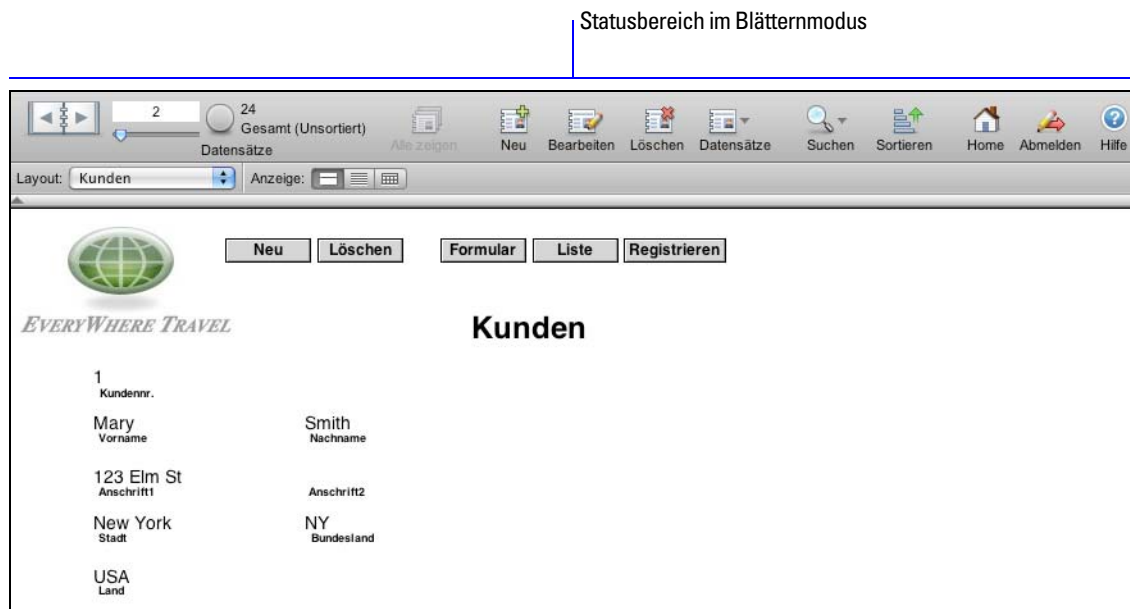 Statusbereich im Blätternmodus
2
24
Gesamt (Unsortiert)
Datensätze
Alle zeigen
Neu Bearbeiten Löschen Datensätze Suchen Sortieren Home Abmelden Hilfe
Layout: Kunden Anzeige:
Neu Löschen Formular Liste Registrieren
EVERYWHERE TRAVEL
Kunden
1
Kundennr.
Mary Smith
Vorname Nachname
123 Elm St
Anschrift1 Anschrift2
New York NY
Stadt Bundesland
USA
Land